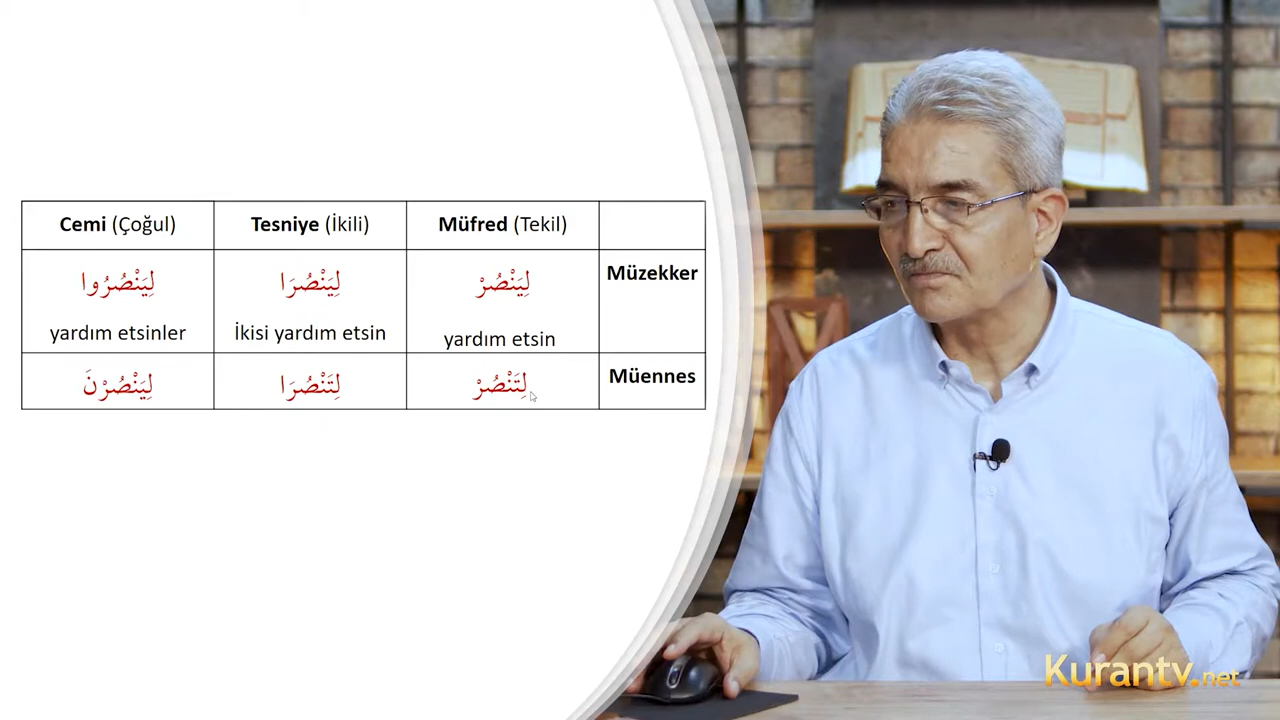 Cemi (Çoğul) Tesniye (İkili) Müfred (Tekil)
لِيَنْصُرُوا لِيَنْصُرَا لِيَنْصُرْ Müzekker
yardım etsinler İkisi yardım etsin yardım etsin
لِيَنْصُرْنَ لِتَنْصُرَا لِتَنْصُرْ Müennes
Kurantv.net